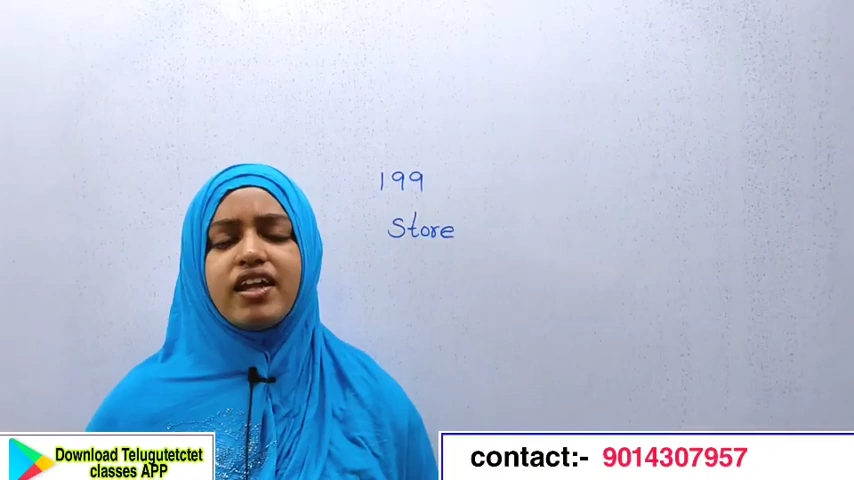 199
Store
Download Telugutetctet
classes APP
contact:- 9014307957